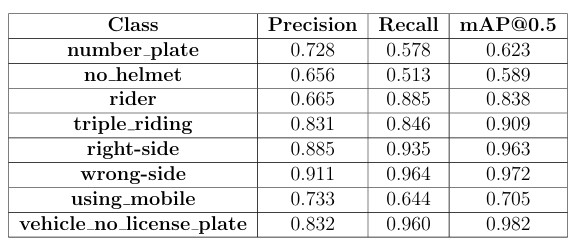 Class Precision Recall mAP@0.5
number_plate 0.728 0.578 0.623
no_helmet 0.656 0.513 0.589
rider 0.665 0.885 0.838
triple_riding 0.831 0.846 0.909
right-side 0.885 0.935 0.963
wrong-side 0.911 0.964 0.972
using_mobile 0.733 0.644 0.705
vehicle_no_license_plate 0.832 0.960 0.982